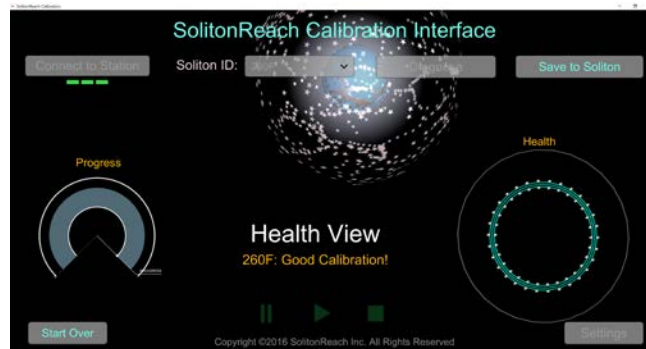 SolitonReach Calibration
SolitonReach Calibration Interface
Connect to Station
Soliton ID:
Save to Soliton
Progress
Health
Health View
260F: Good Calibration!
Start Over
Settings
Copyright ©2016 SolitonReach Inc. All Rights Reserved